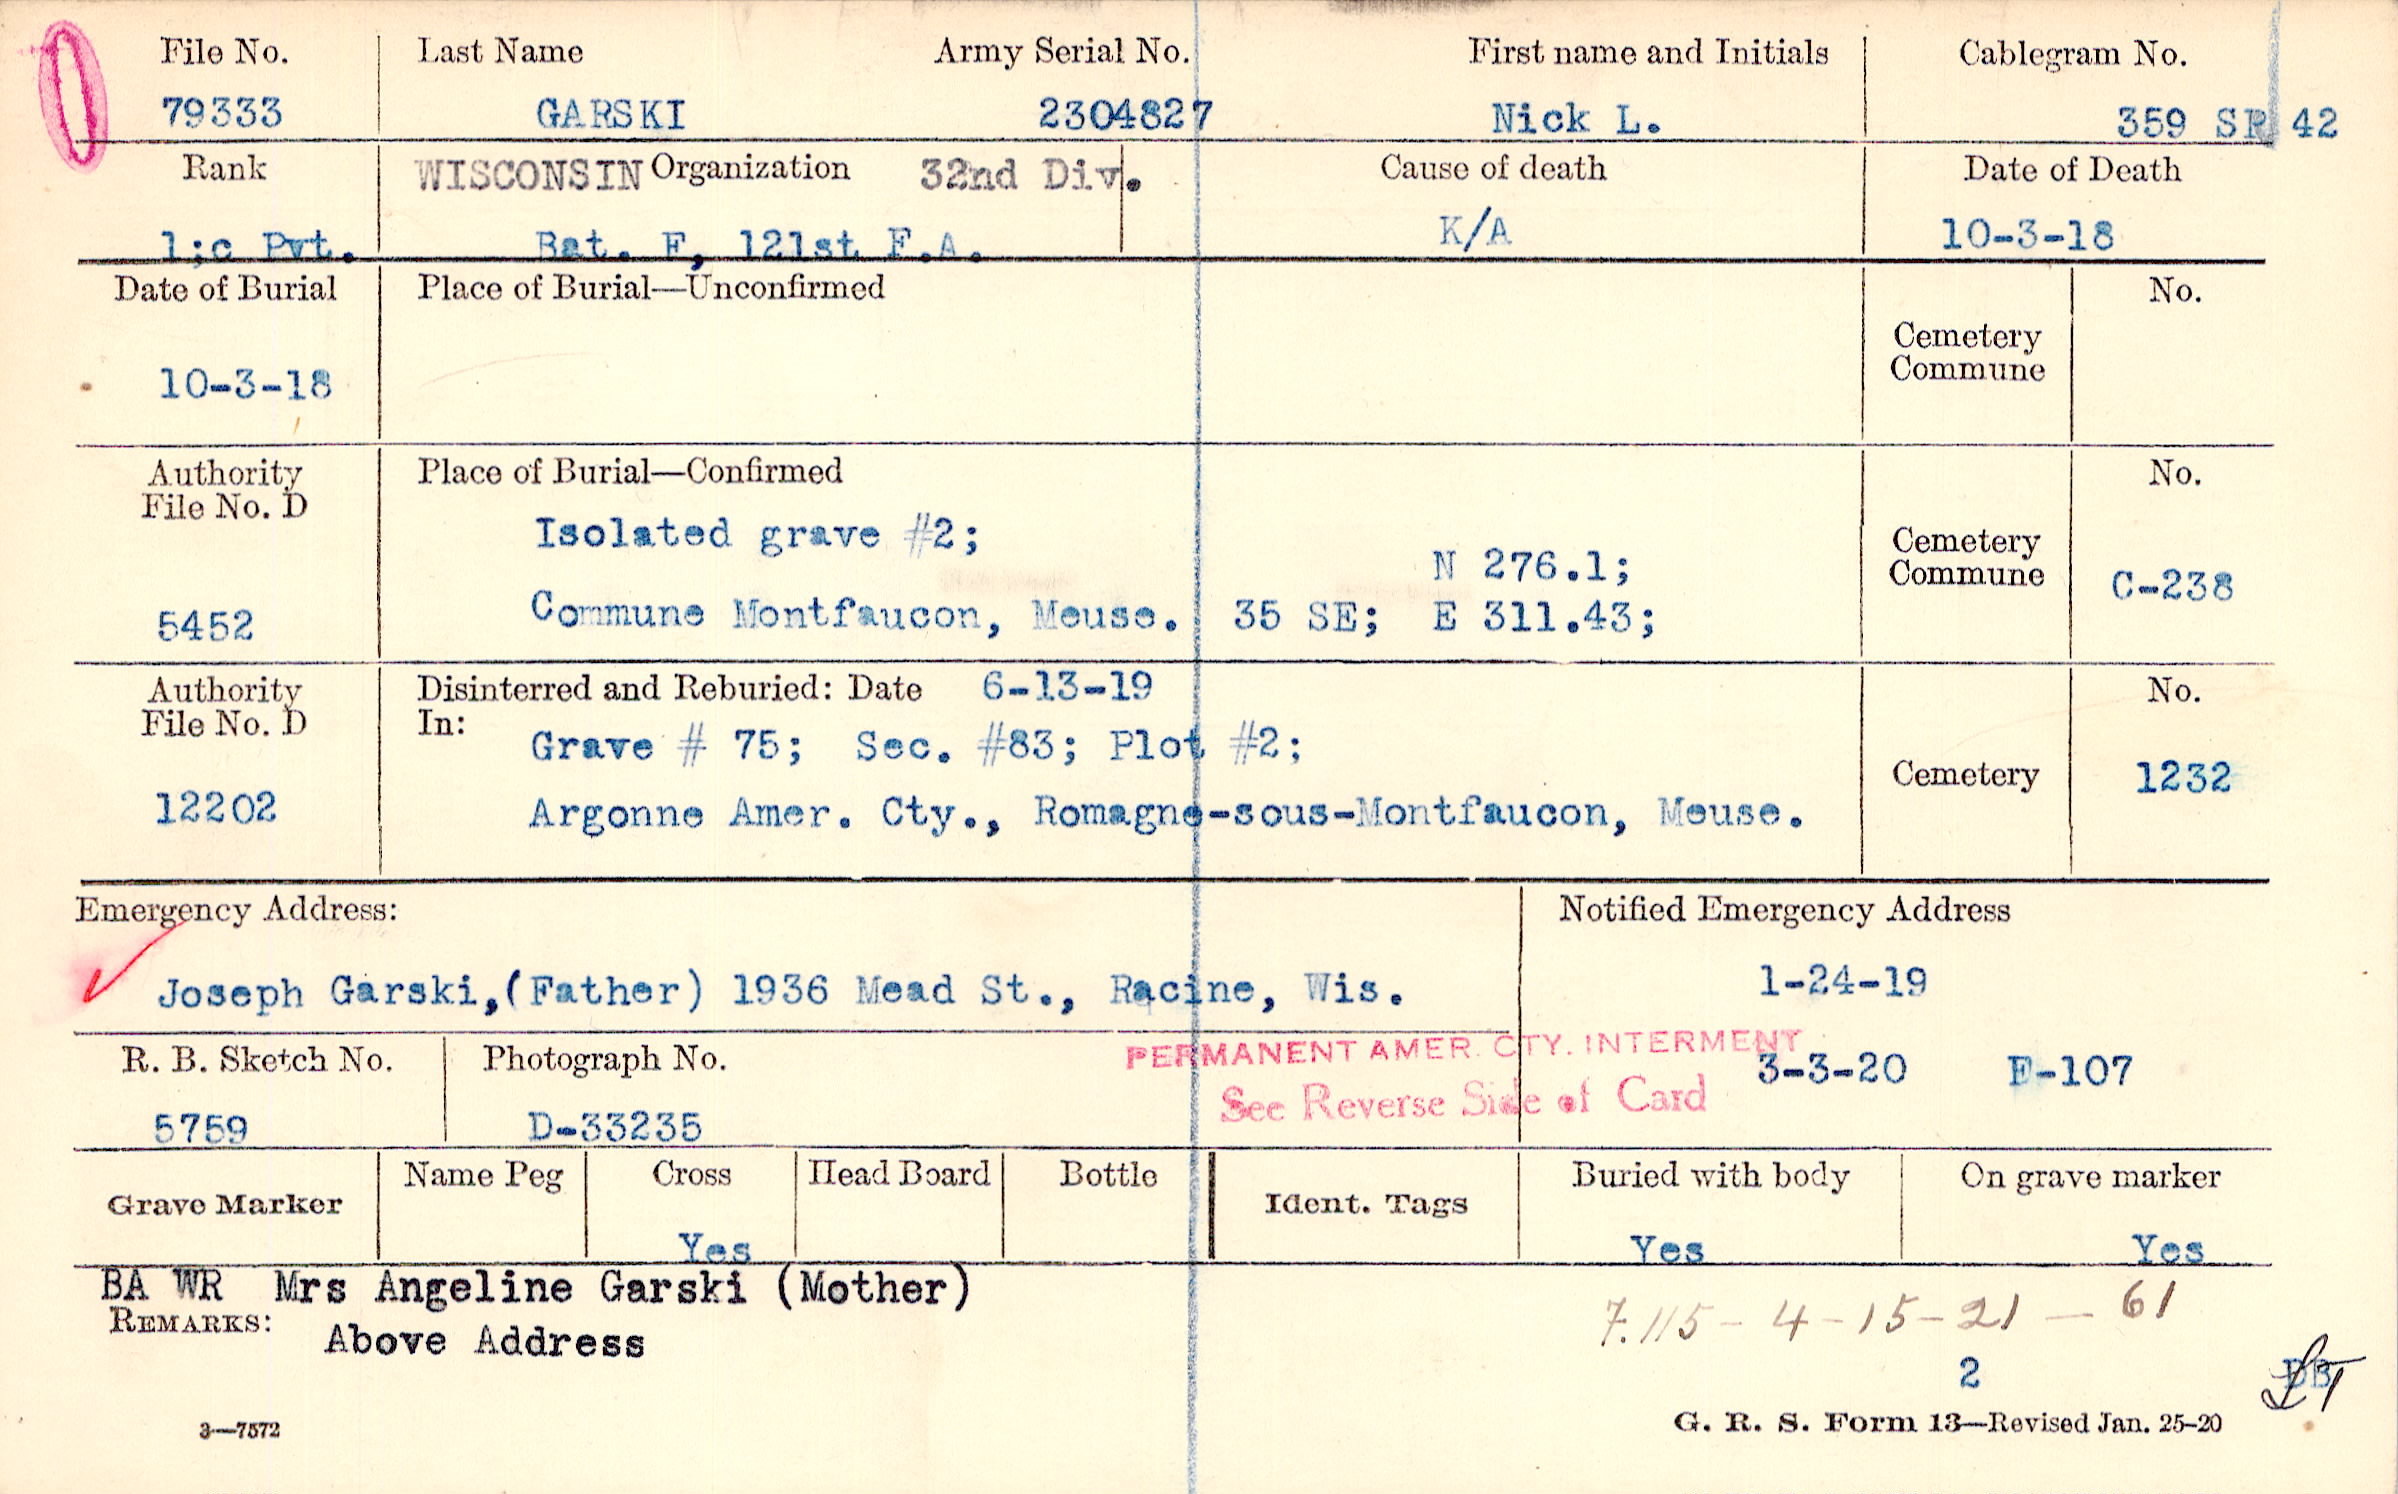 File No. Last Name Army Serial No. First name and Initials Cablegram No.
79333 GARSKI 2304827 Nick L. 359 SR 42
Rank WISCONSIN Organization 32nd Div. Cause of death Date of Death
1;c Pvt. Bat. F, 121st F.A. K/A 10-3-18
Date of Burial Place of Burial—Unconfirmed No.
Cemetery
Commune
10-3-18
Authority Place of Burial—Confirmed No.
File No. D
Isolated grave #2;
N 276.1; Cemetery
Commune C-238
5452 Commune Montfaucon, Meuse. 35 SE; E 311.43;
Authority Disinterred and Reburied: Date 6-13-19 No.
File No. D In:
Grave # 75; Sec. #83; Plot #2;
Cemetery 1232
12202 Argonne Amer. Cty., Romagne-sous-Montfaucon, Meuse.
Emergency Address: Notified Emergency Address
Joseph Garski,(Father) 1936 Mead St., Racine, Wis. 1-24-19
PERMANENT AMER. CTY. INTERMENT
R. B. Sketch No. Photograph No. 3-3-20 F-107
See Reverse Side of Card
5759 D-33235
Grave Marker Name Peg Cross Head Board Bottle Ident. Tags Buried with body On grave marker
Yes Yes Yes
BA WR Mrs Angeline Garski (Mother)
REMARKS: 7.115-4-15-21-61
Above Address
2
3—7572 G. R. S. Form 13—Revised Jan. 25-20